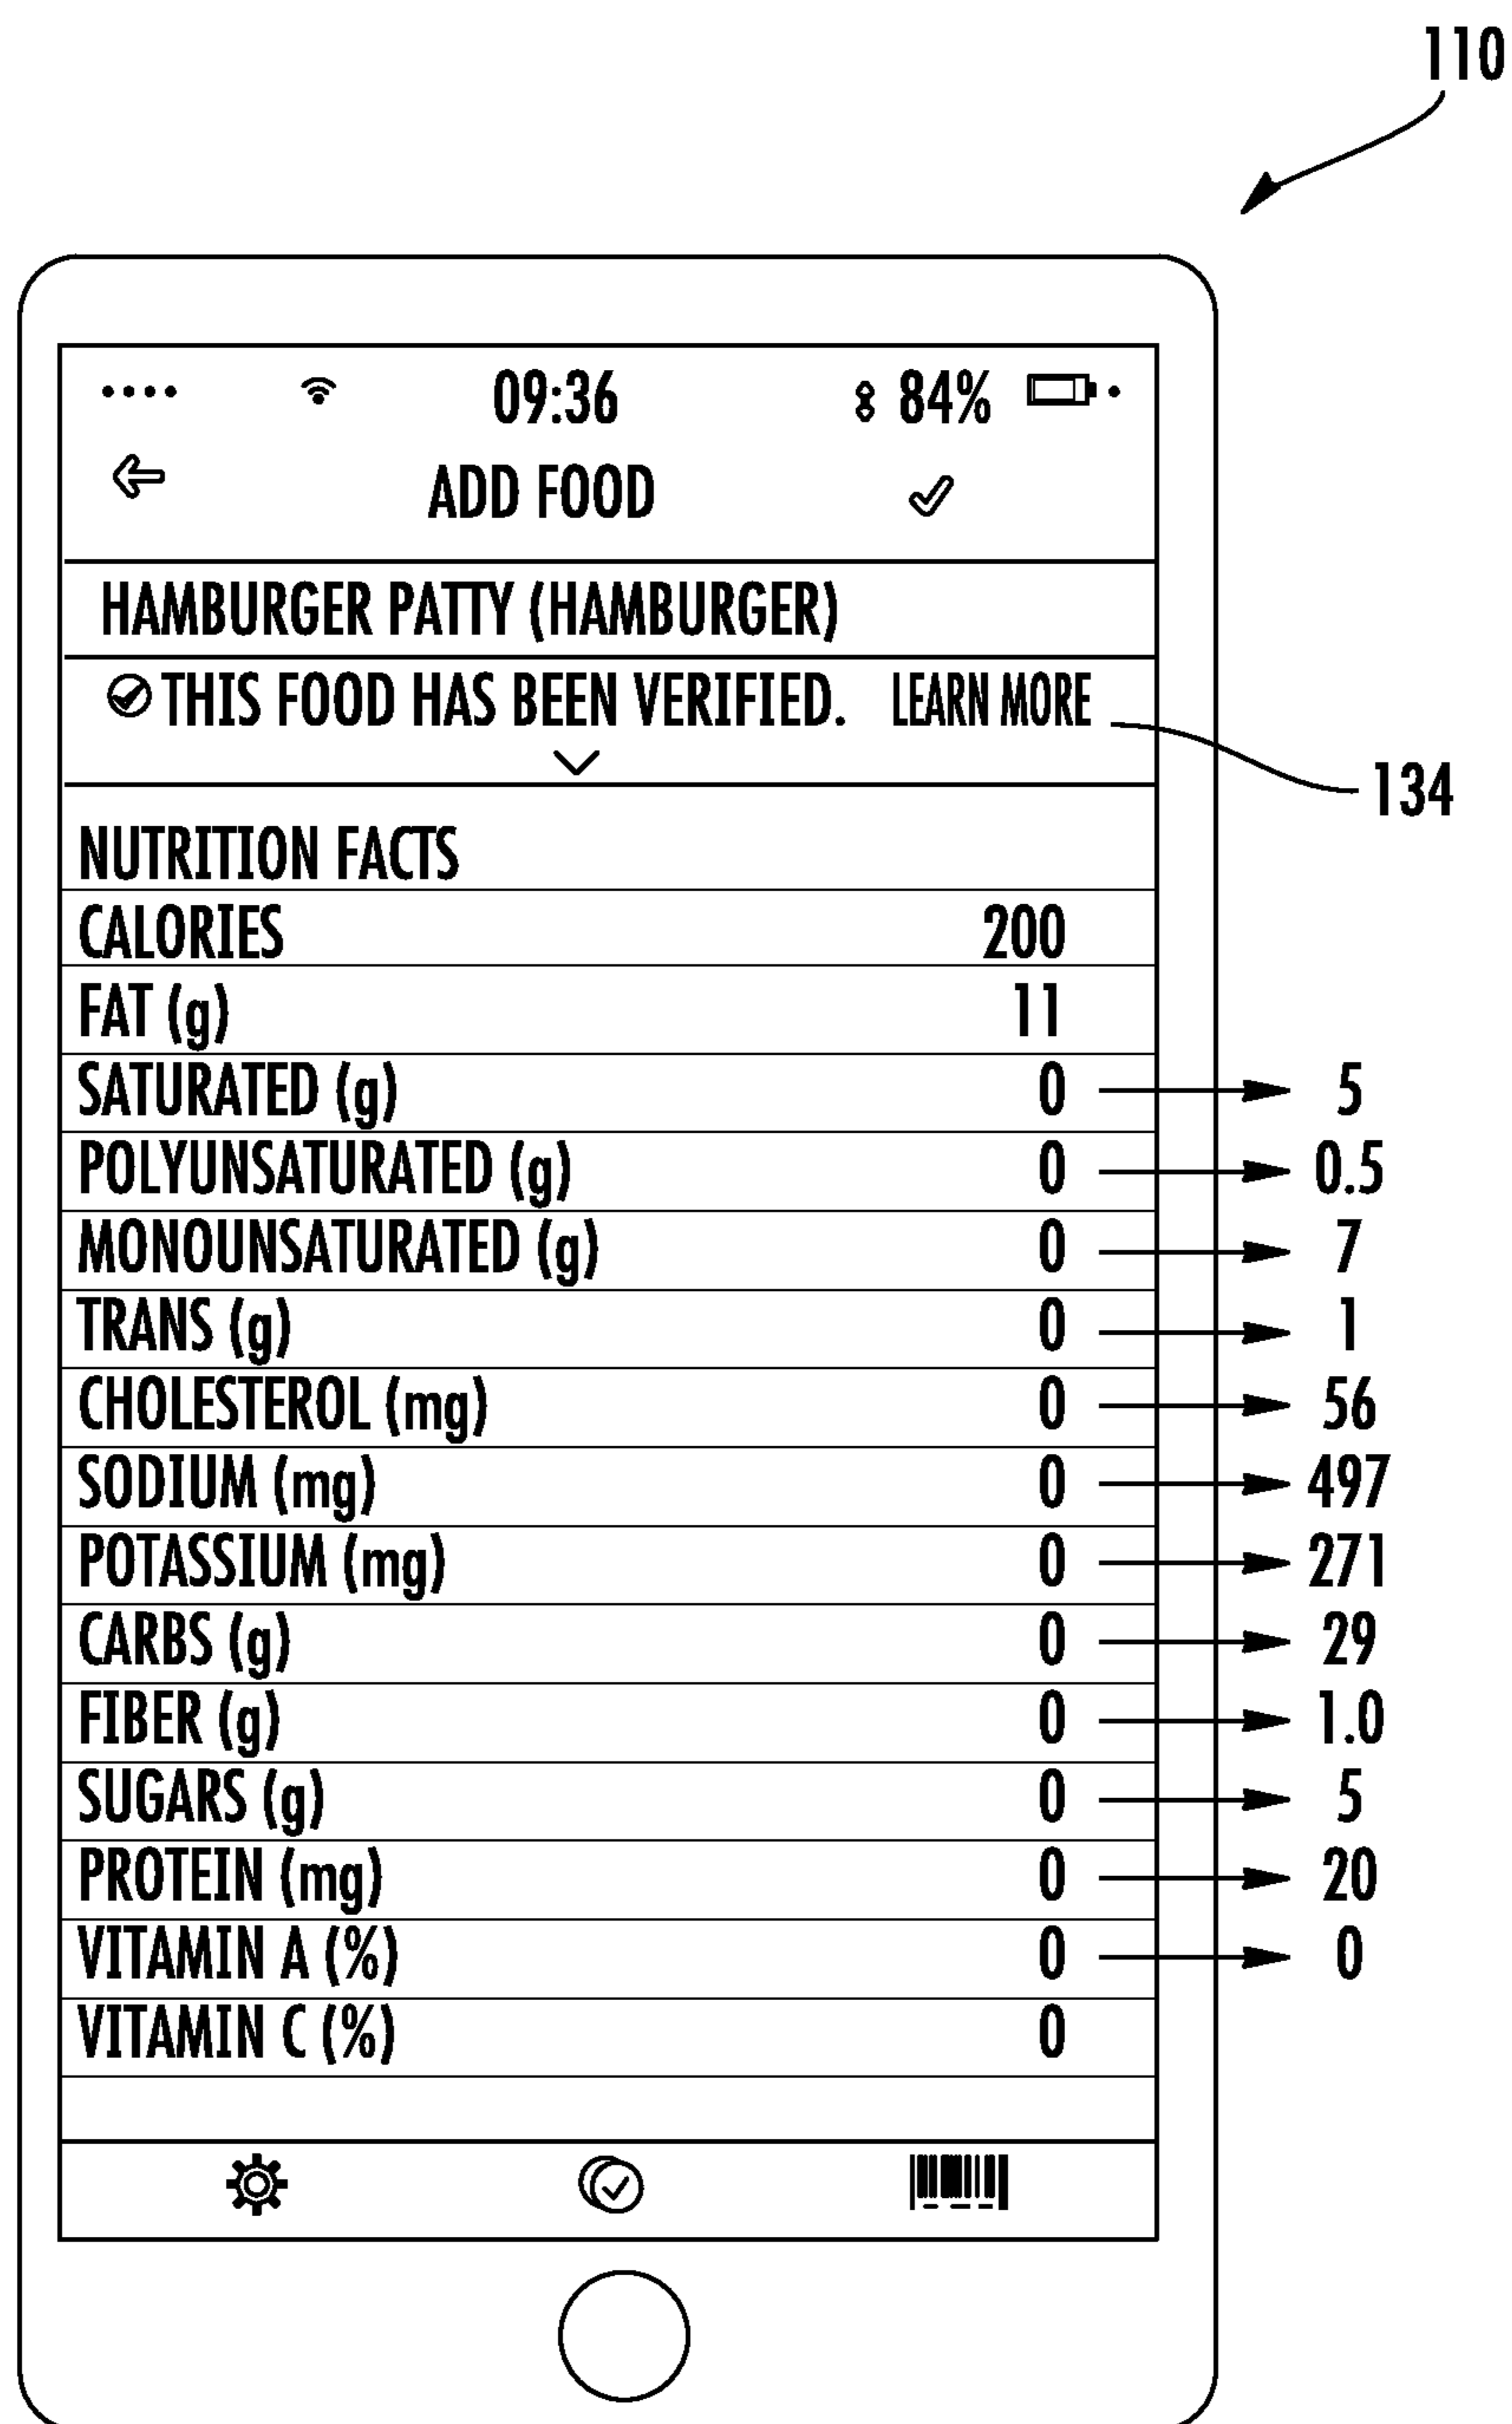 110
09:36 84%
ADD FOOD
HAMBURGER PATTY (HAMBURGER)
THIS FOOD HAS BEEN VERIFIED. LEARN MORE
134
NUTRITION FACTS
CALORIES 200
FAT (g) 11
SATURATED (g) 0 5
POLYUNSATURATED (g) 0 0.5
MONOUNSATURATED (g) 0 7
TRANS (g) 0 1
CHOLESTEROL (mg) 0 56
SODIUM (mg) 0 497
POTASSIUM (mg) 0 271
CARBS (g) 0 29
FIBER (g) 0 1.0
SUGARS (g) 0 5
PROTEIN (mg) 0 20
VITAMIN A (%) 0 0
VITAMIN C (%) 0